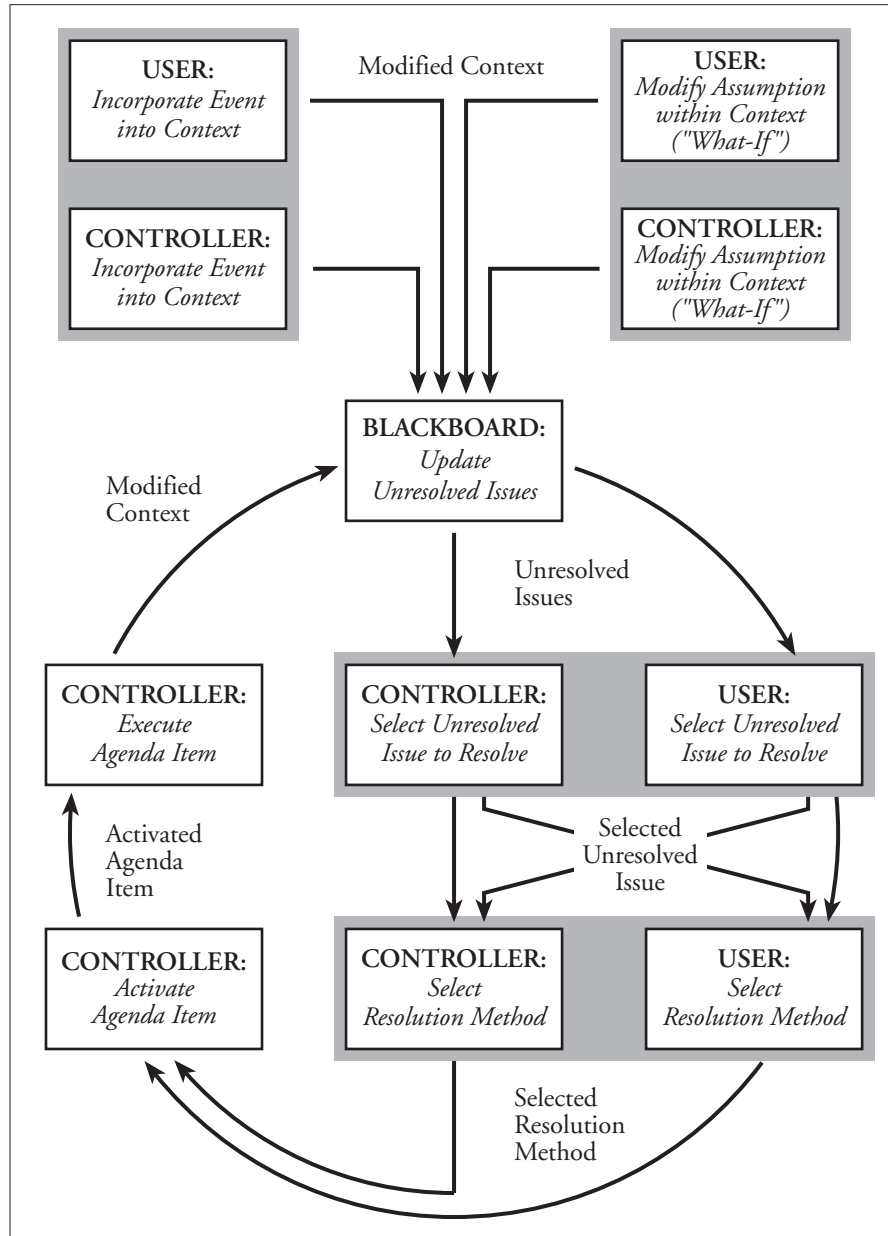 USER:
Incorporate Event
into Context
Modified Context
USER:
Modify Assumption
within Context
("What-If")
CONTROLLER:
Incorporate Event
into Context
CONTROLLER:
Modify Assumption
within Context
("What-If")
BLACKBOARD:
Update
Unresolved Issues
Modified
Context
Unresolved
Issues
CONTROLLER:
Execute
Agenda Item
CONTROLLER:
Select Unresolved
Issue to Resolve
USER:
Select Unresolved
Issue to Resolve
Activated
Agenda
Item
Selected
Unresolved
Issue
CONTROLLER:
Activate
Agenda Item
CONTROLLER:
Select
Resolution Method
USER:
Select
Resolution Method
Selected
Resolution
Method